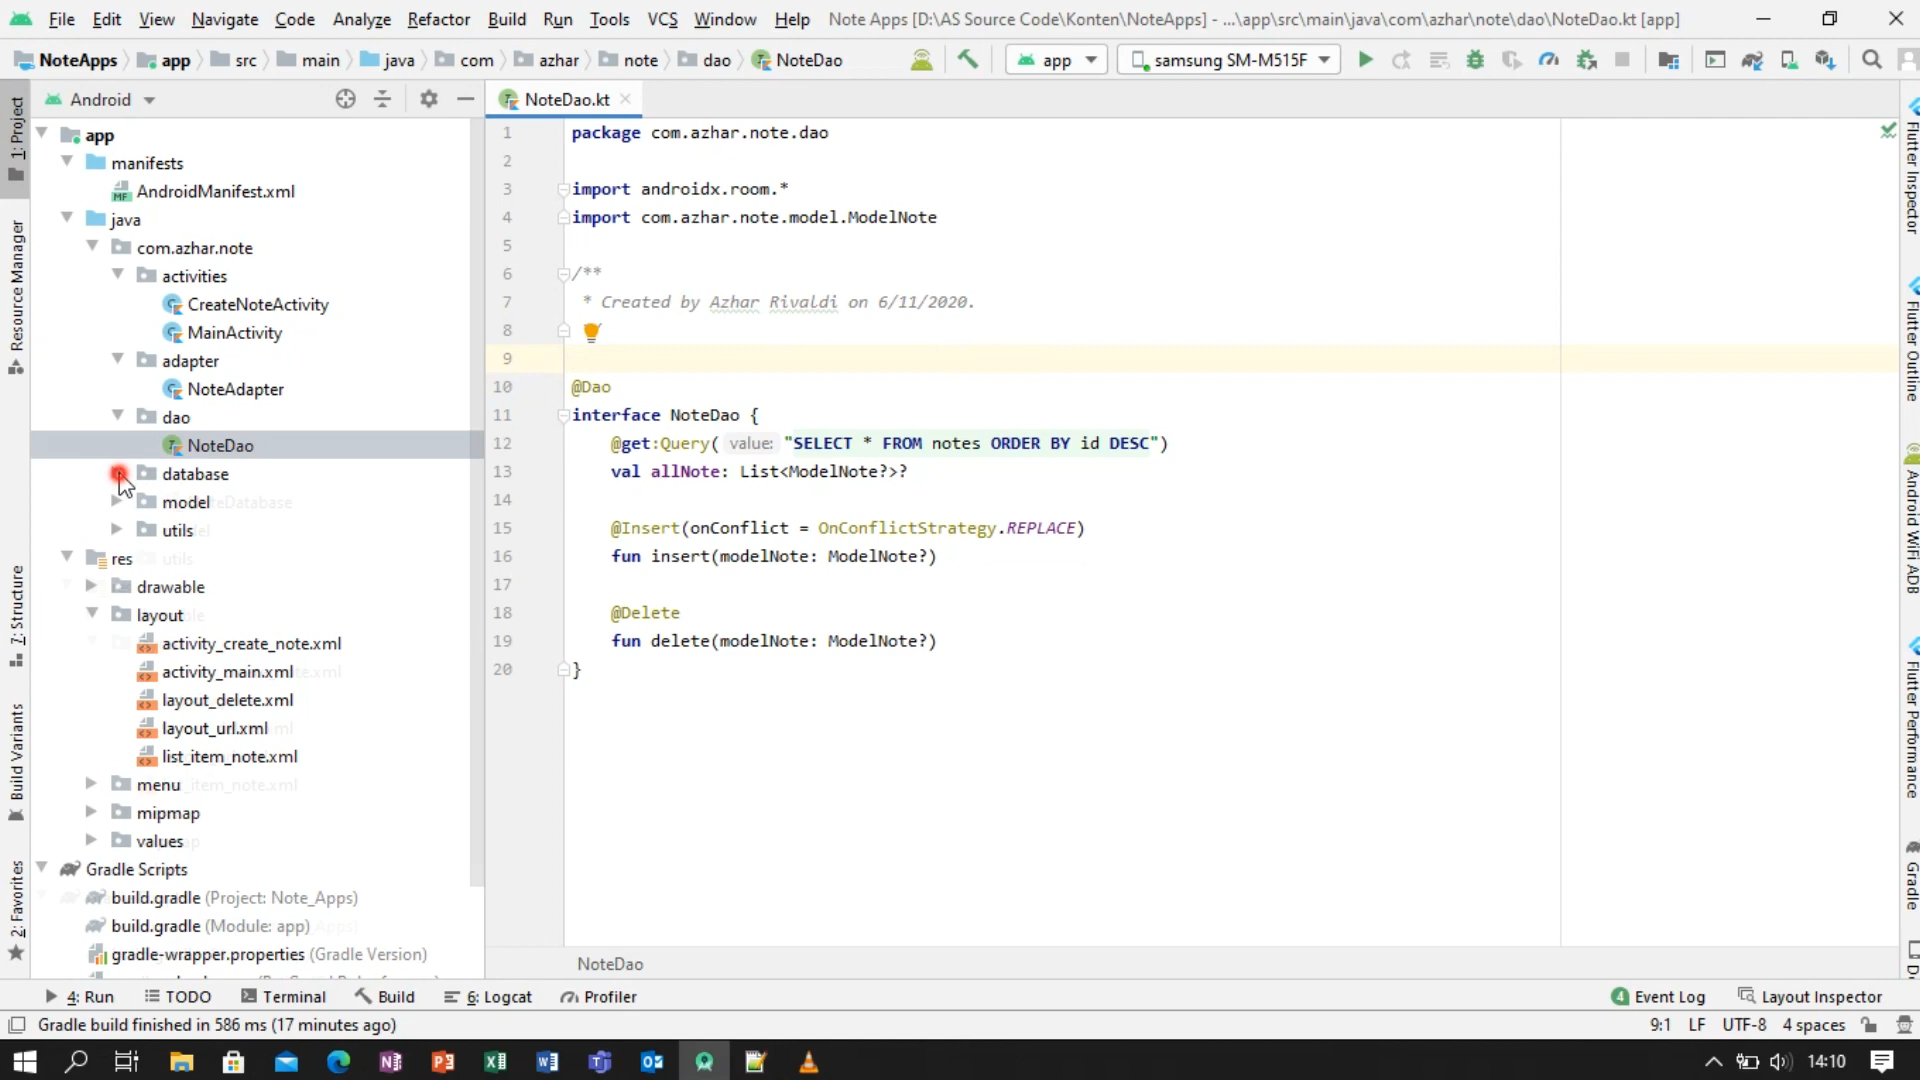 File Edit View Navigate Code Analyze Refactor Build Run Tools VCS Window Help Note Apps [D:\AS Source Code\Konten\NoteApps] - ...\app\src\main\java\com\azhar\note\dao\NoteDao.kt [app]
NoteApps app src main java com azhar note dao NoteDao app samsung SM-M515F
Android
NoteDao.kt
1: Project
Resource Manager
7: Structure
Build Variants
2: Favorites
app
manifests
AndroidManifest.xml
java
com.azhar.note
activities
CreateNoteActivity
MainActivity
adapter
NoteAdapter
dao
NoteDao
database
model
utils
res
drawable
layout
activity_create_note.xml
activity_main.xml
layout_delete.xml
layout_url.xml
list_item_note.xml
menu
mipmap
values
Gradle Scripts
build.gradle (Project: Note_Apps)
build.gradle (Module: app)
gradle-wrapper.properties (Gradle Version)
1 package com.azhar.note.dao
2
3 import androidx.room.*
4 import com.azhar.note.model.ModelNote
5
6 /**
7 * Created by Azhar Rivaldi on 6/11/2020.
8
9
10 @Dao
11 interface NoteDao {
12 @get:Query( value: "SELECT * FROM notes ORDER BY id DESC")
13 val allNote: List<ModelNote?>?
14
15 @Insert(onConflict = OnConflictStrategy.REPLACE)
16 fun insert(modelNote: ModelNote?)
17
18 @Delete
19 fun delete(modelNote: ModelNote?)
20 }
NoteDao
Flutter Inspector
Flutter Outline
Android WiFi ADB
Flutter Performance
Gradle
4: Run TODO Terminal Build 6: Logcat Profiler 4 Event Log Layout Inspector
Gradle build finished in 586 ms (17 minutes ago) 9:1 LF UTF-8 4 spaces
14:10